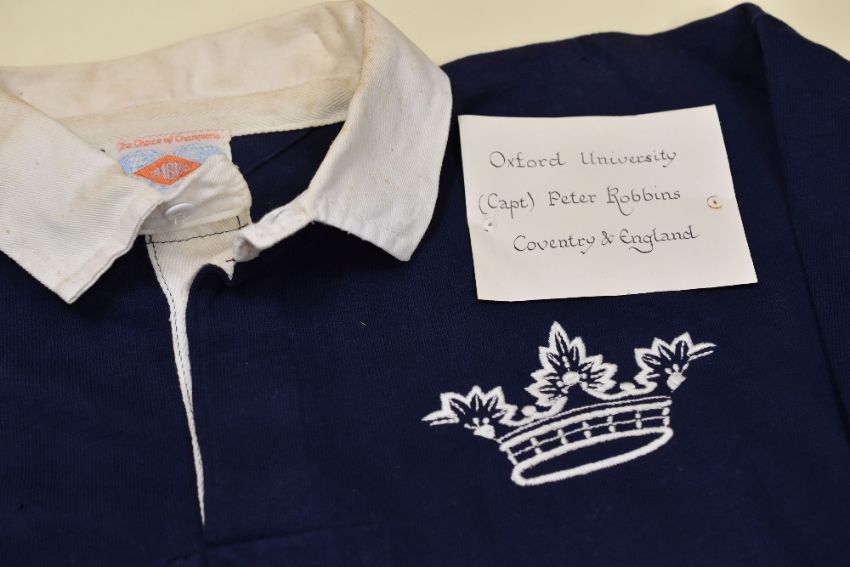 The Choice of Champions
Oxford University
(Capt) Peter Robbins
Coventry & England